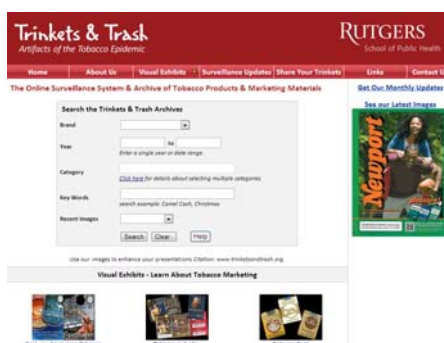 Trinkets & Trash
Artifacts of the Tobacco Epidemic
RUTGERS
School of Public Health
Home About Us Visual Exhibits Surveillance Updates Share Your Trinkets Links Contact U
The Online Surveillance System & Archive of Tobacco Products & Marketing Materials
Get Our Monthly Updates
See our Latest Images
Search the Trinkets & Trash Archives
Brand
Year to
Enter a single year or date range.
Category
Click here for details about selecting multiple categories
Key Words
search example: Camel Cash, Christmas
Recent Images
Search Clear Help
Newport
Use our images to enhance your presentations Citation: www.trinketsandtrash.org.
Visual Exhibits - Learn About Tobacco Marketing